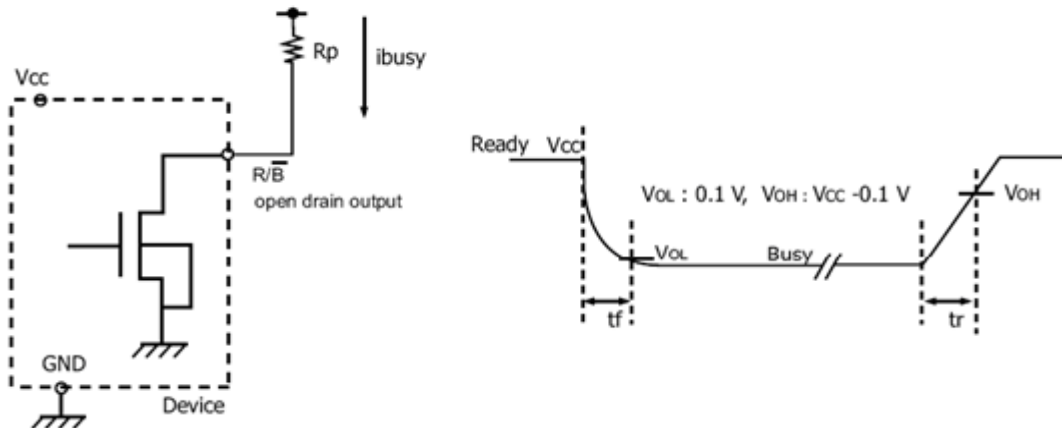 Rp
ibusy
Vcc
R/B̅
open drain output
GND
Device
Ready Vcc
VOL : 0.1 V, VOH : VCC -0.1 V
VOH
VOL
Busy
tf
tr